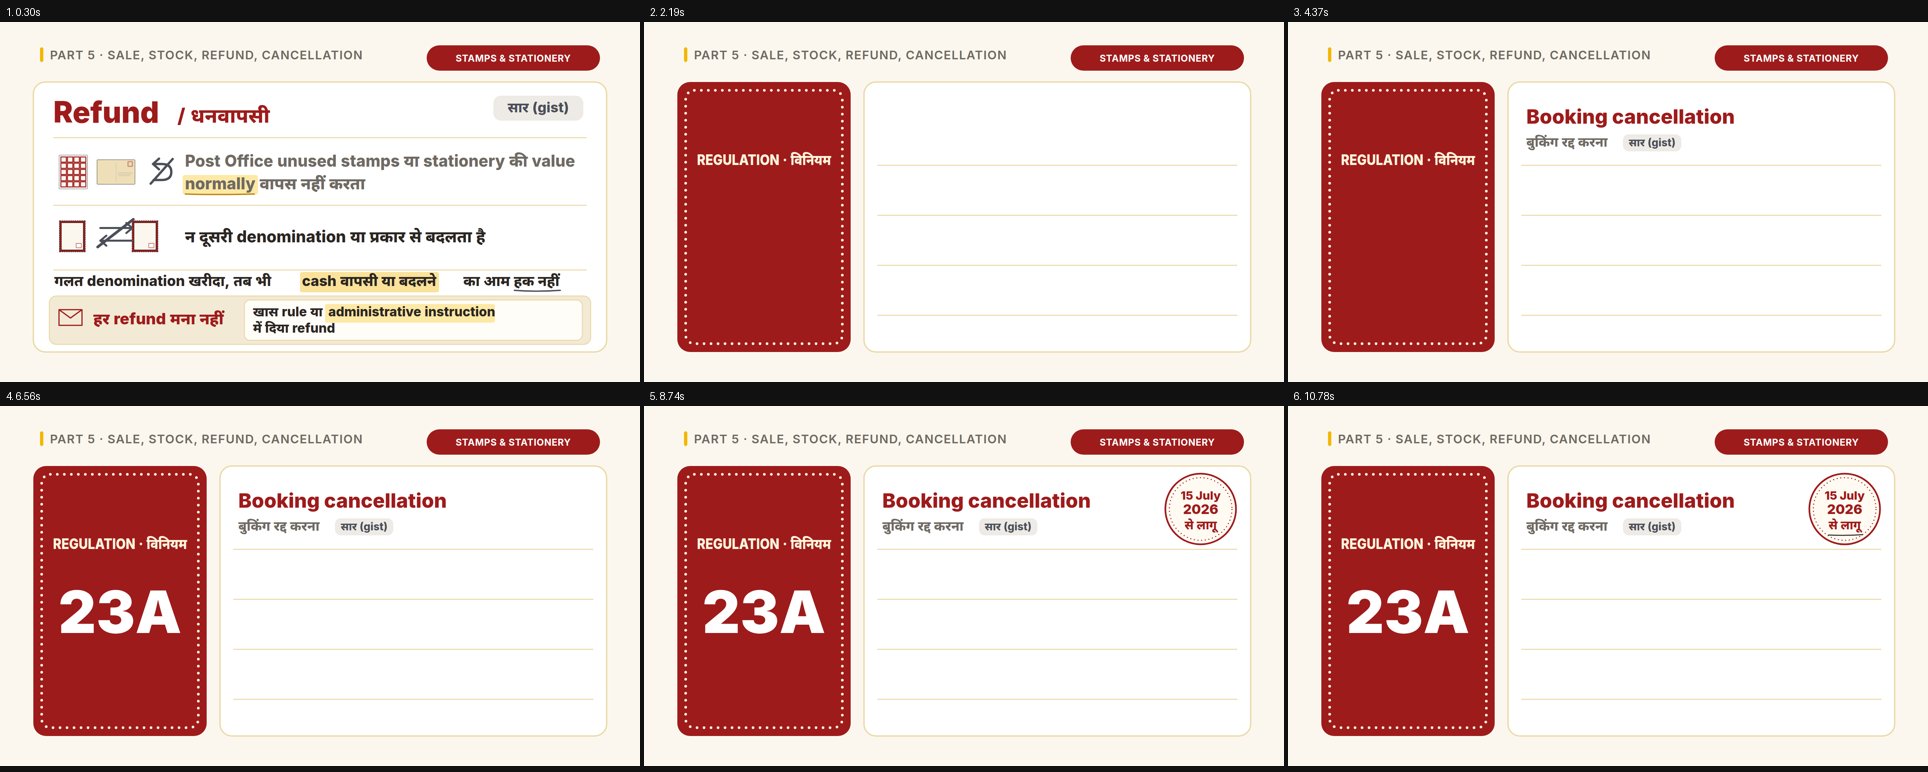 1. 0.30s
PART 5 · SALE, STOCK, REFUND, CANCELLATION
STAMPS & STATIONERY
Refund / धनवापसी
सार (gist)
Post Office unused stamps या stationery की value
normally वापस नहीं करता
न दूसरी denomination या प्रकार से बदलता है
गलत denomination खरीदा, तब भी cash वापसी या बदलने का आम हक नहीं
हर refund मना नहीं
खास rule या administrative instruction
में दिया refund
2. 2.19s
PART 5 · SALE, STOCK, REFUND, CANCELLATION
STAMPS & STATIONERY
REGULATION · विनियम
3. 4.37s
PART 5 · SALE, STOCK, REFUND, CANCELLATION
STAMPS & STATIONERY
REGULATION · विनियम
Booking cancellation
बुकिंग रद्द करना
सार (gist)
4. 6.56s
PART 5 · SALE, STOCK, REFUND, CANCELLATION
STAMPS & STATIONERY
REGULATION · विनियम
23A
Booking cancellation
बुकिंग रद्द करना
सार (gist)
5. 8.74s
PART 5 · SALE, STOCK, REFUND, CANCELLATION
STAMPS & STATIONERY
REGULATION · विनियम
23A
Booking cancellation
बुकिंग रद्द करना
सार (gist)
15 July
2026
से लागू
6. 10.78s
PART 5 · SALE, STOCK, REFUND, CANCELLATION
STAMPS & STATIONERY
REGULATION · विनियम
23A
Booking cancellation
बुकिंग रद्द करना
सार (gist)
15 July
2026
से लागू